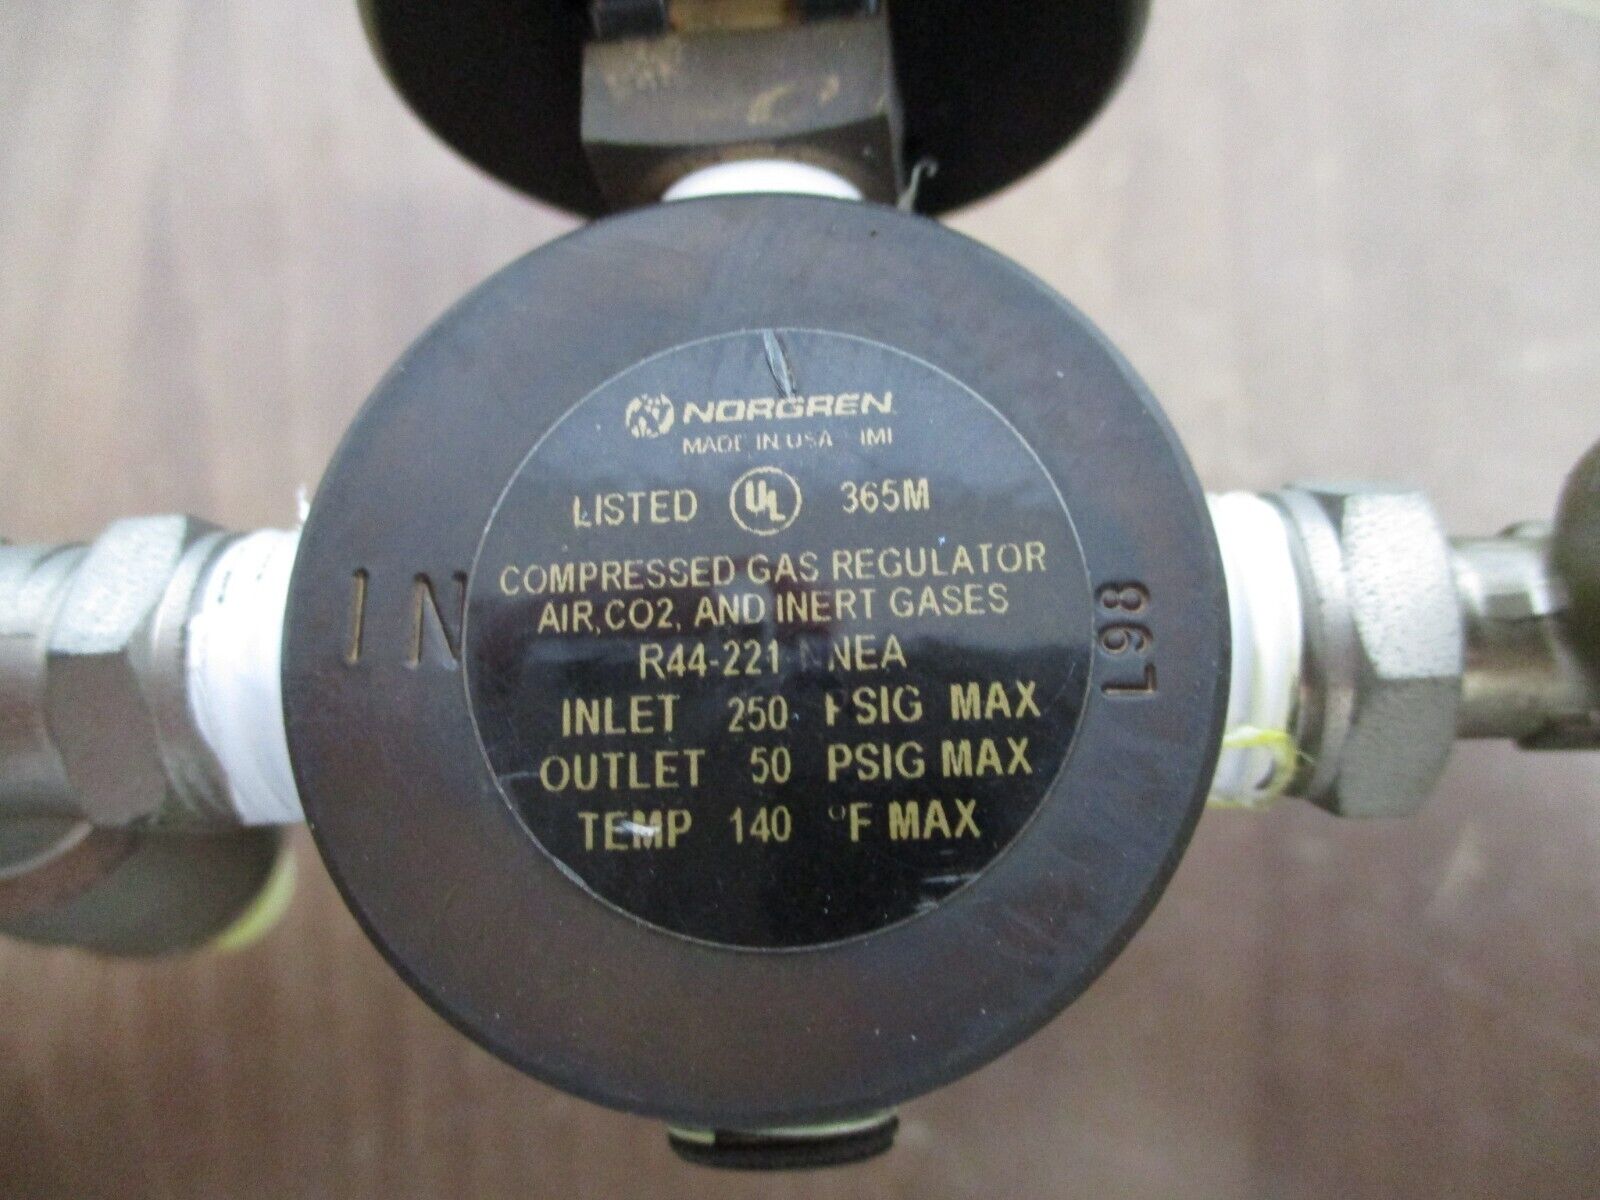 NORGREN
MADE IN USA IMI
LISTED UL 365M
COMPRESSED GAS REGULATOR
AIR, CO2, AND INERT GASES
R44-221 NNEA
INLET 250 PSIG MAX
OUTLET 50 PSIG MAX
TEMP 140 °F MAX
IN
L98